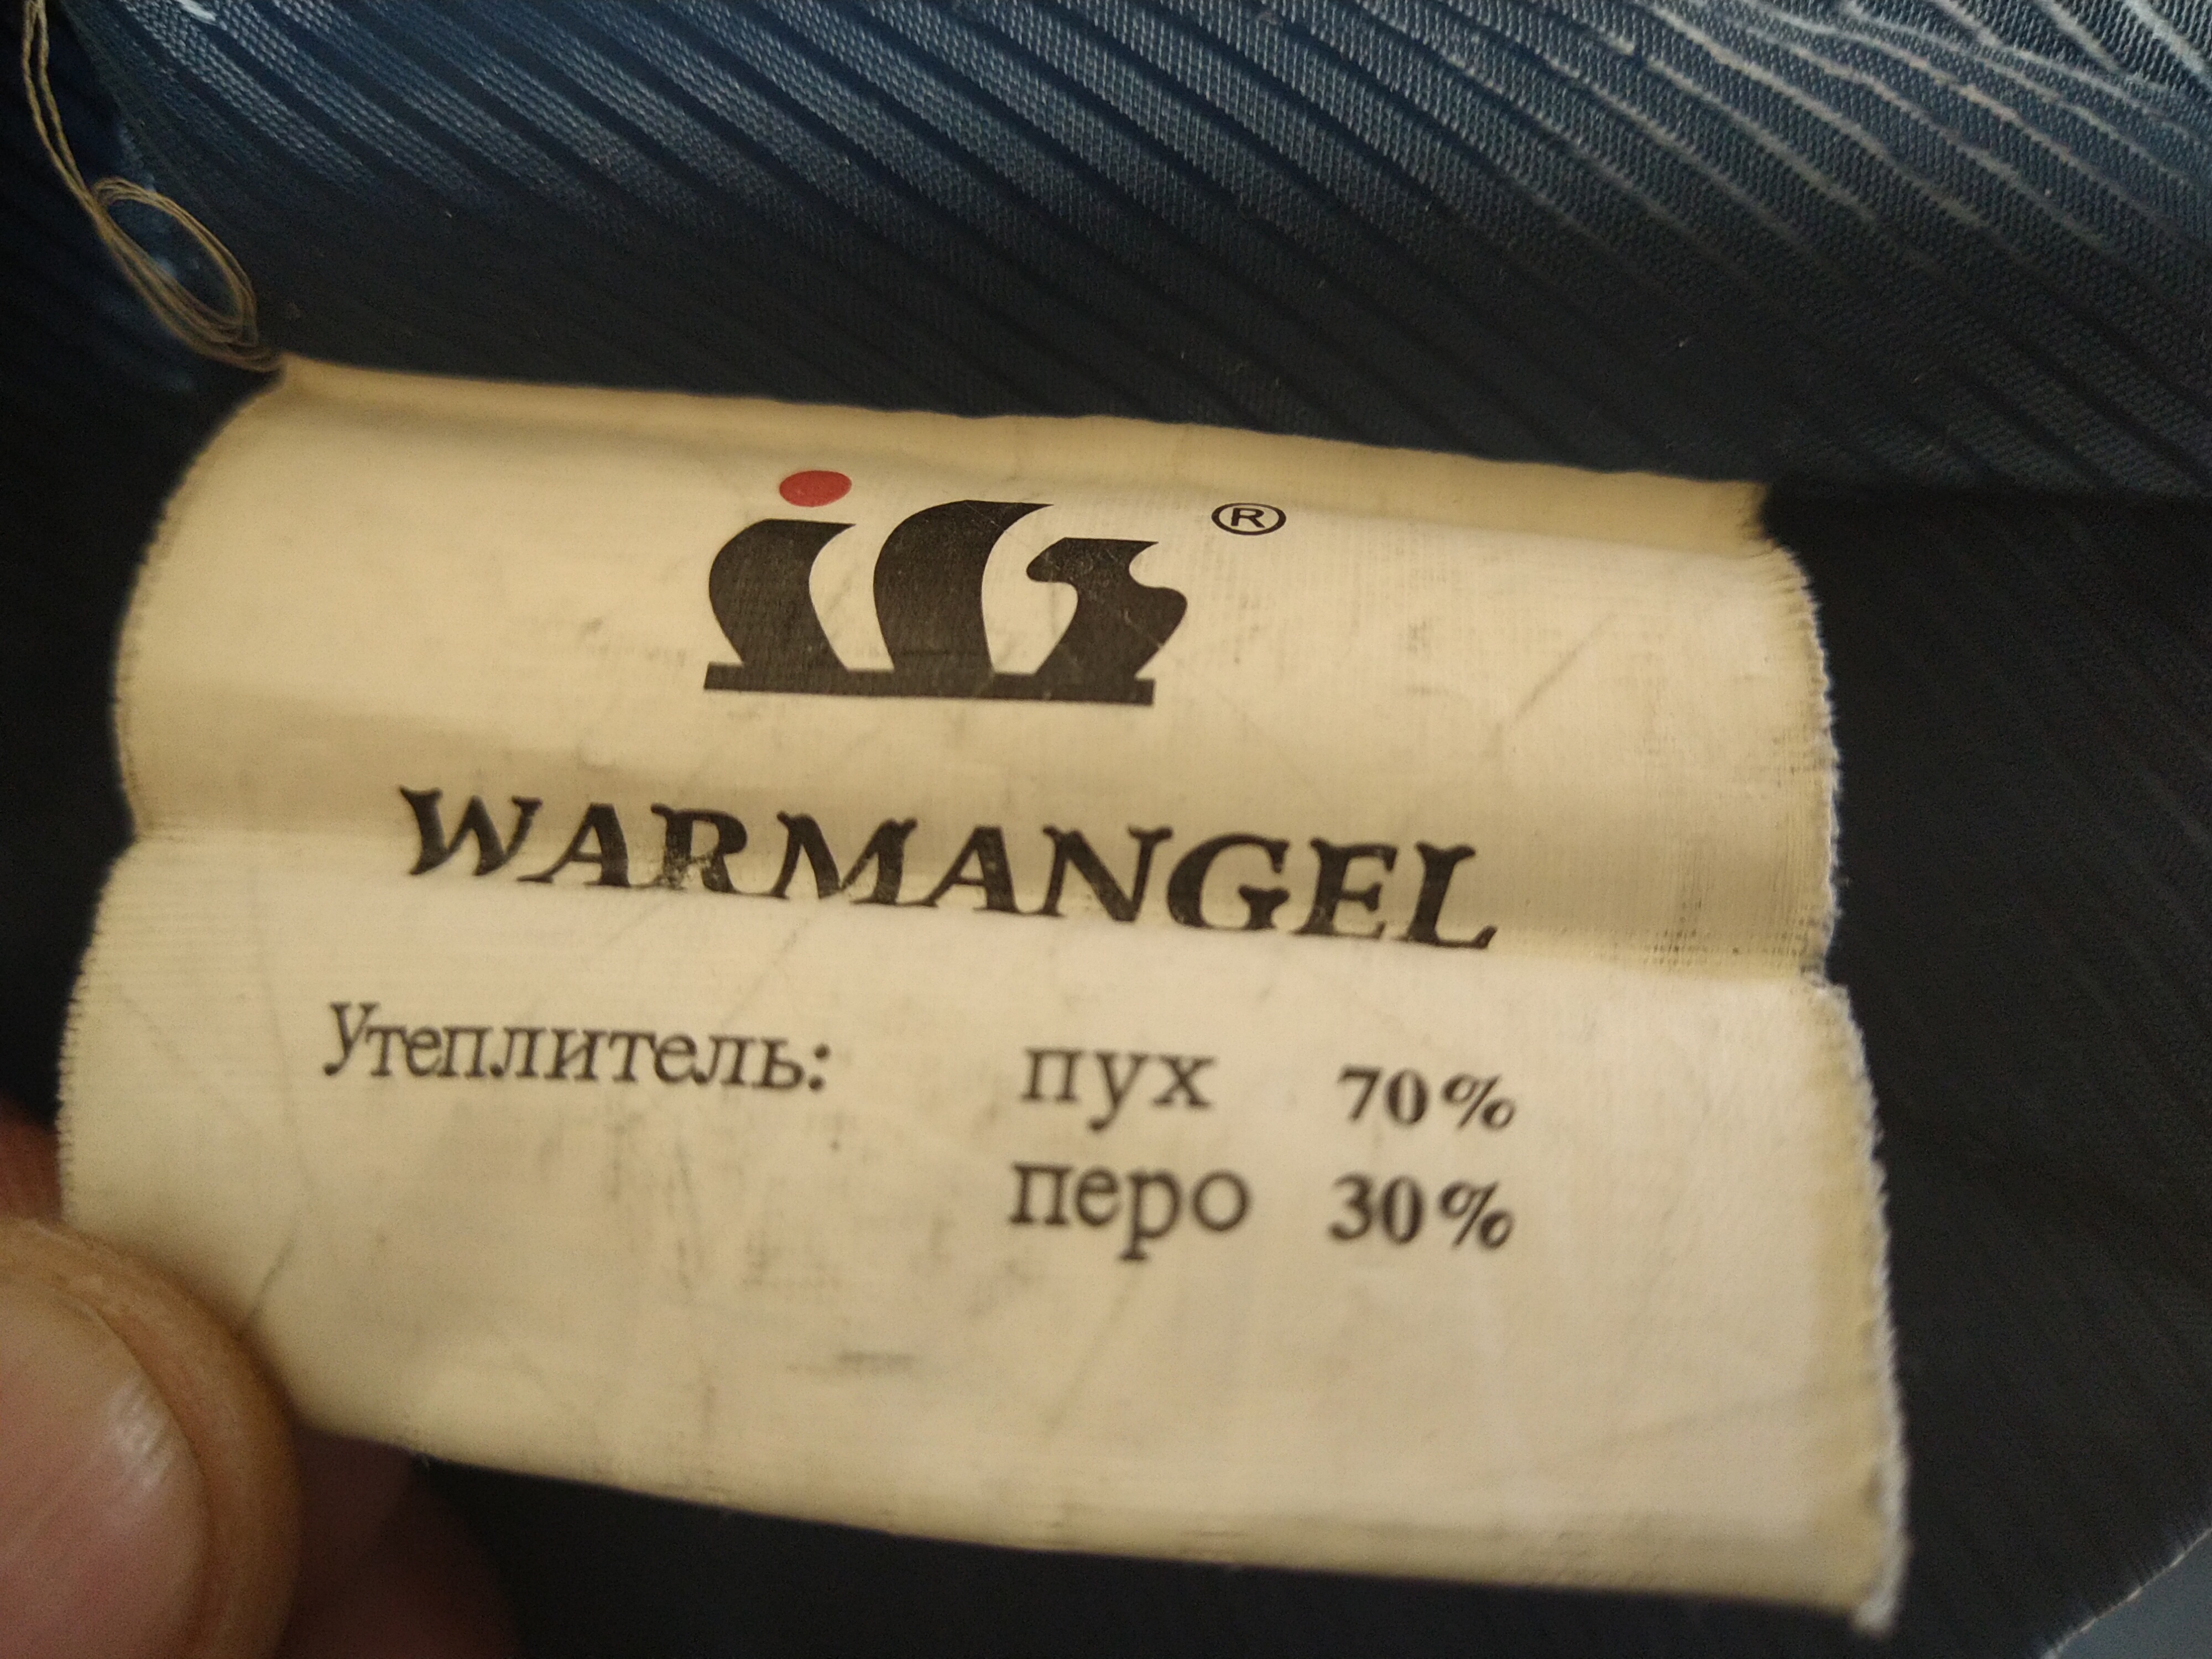 ®
WARMANGEL
Утеплитель: пух 70%
перо 30%